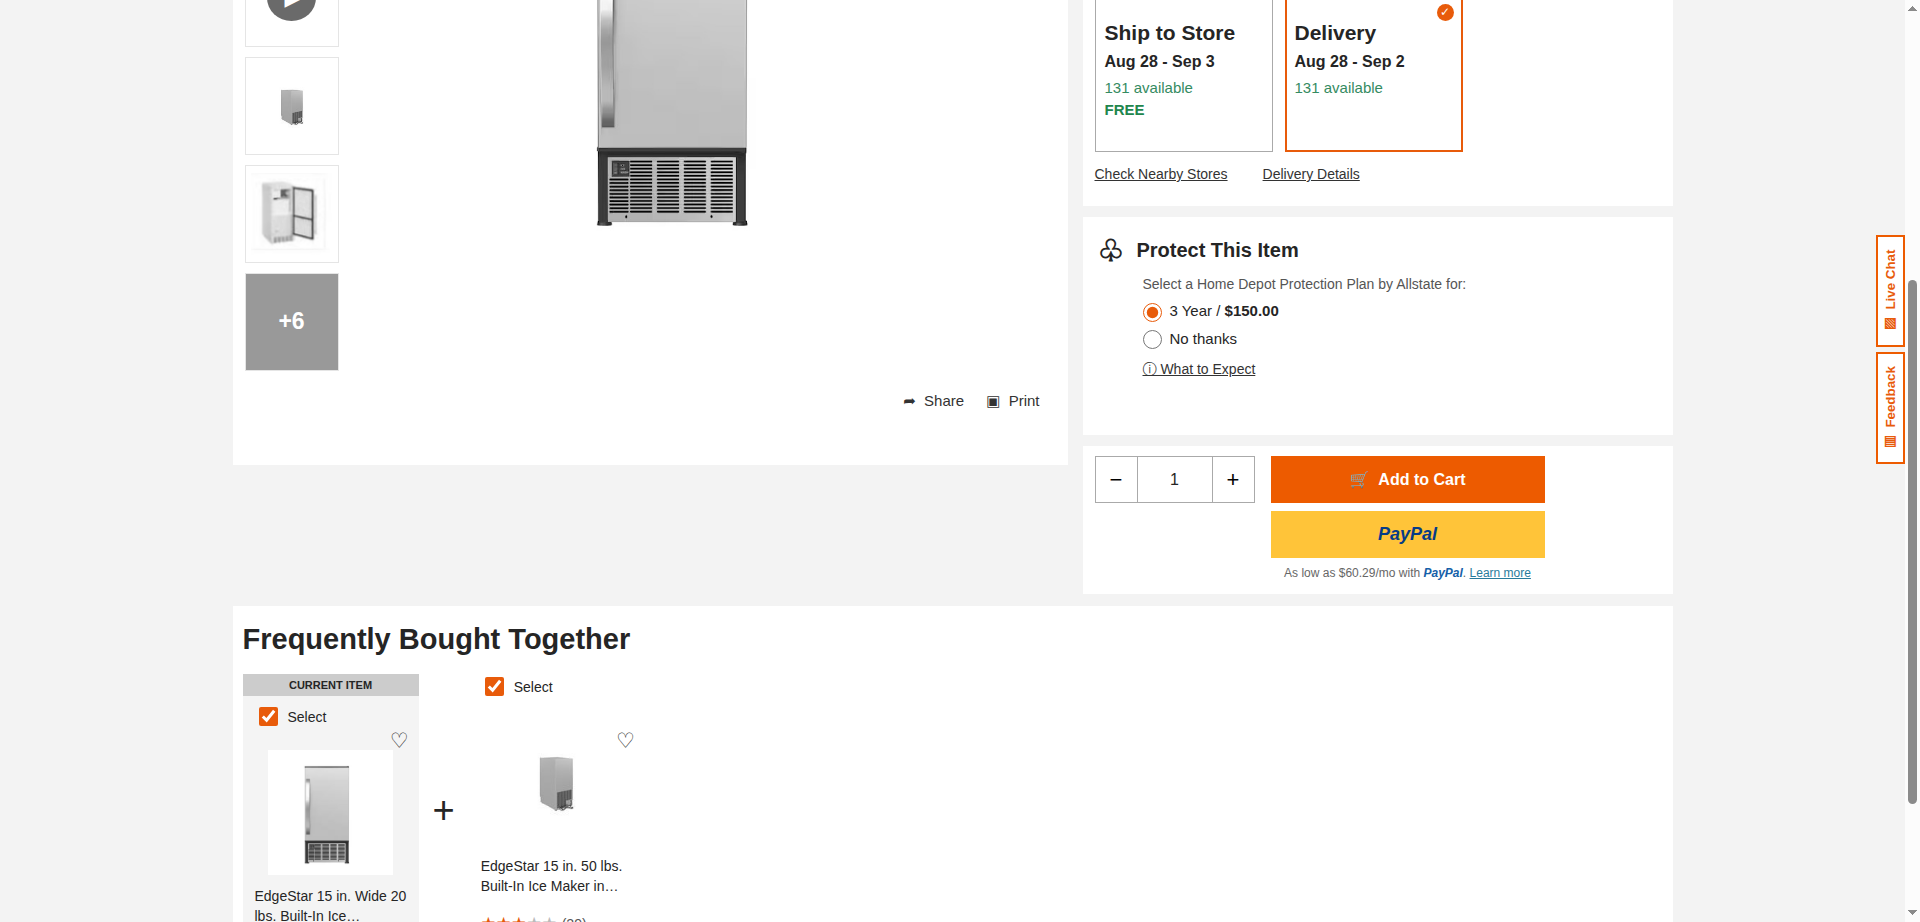 Ship to Store
Aug 28 - Sep 3
131 available
FREE
Delivery
Aug 28 - Sep 2
131 available
Check Nearby Stores
Delivery Details
+6
Share
Print
Protect This Item
Select a Home Depot Protection Plan by Allstate for:
3 Year / $150.00
No thanks
What to Expect
− 1 +
Add to Cart
PayPal
As low as $60.29/mo with PayPal. Learn more
Live Chat
Feedback
Frequently Bought Together
CURRENT ITEM
Select
EdgeStar 15 in. Wide 20
lbs. Built-In Ice…
+
Select
EdgeStar 15 in. 50 lbs.
Built-In Ice Maker in…